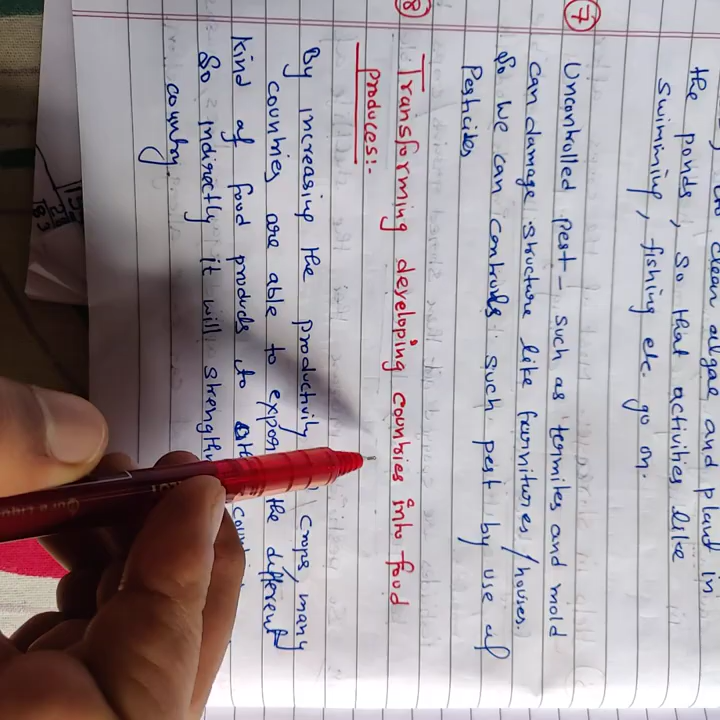 clean algae and plant in
the ponds, so that activities like
swimming, fishing etc. go on.
7
Uncontrolled pest - such as termites and mold
can damage structure like furnitures/houses.
So we can controls such pest by use of
Pesticides
8
Transforming developing countries into food
produces:-
By increasing the productivity crops, many
countries are able to the different
kind of food products to
So indirectly it will
country.